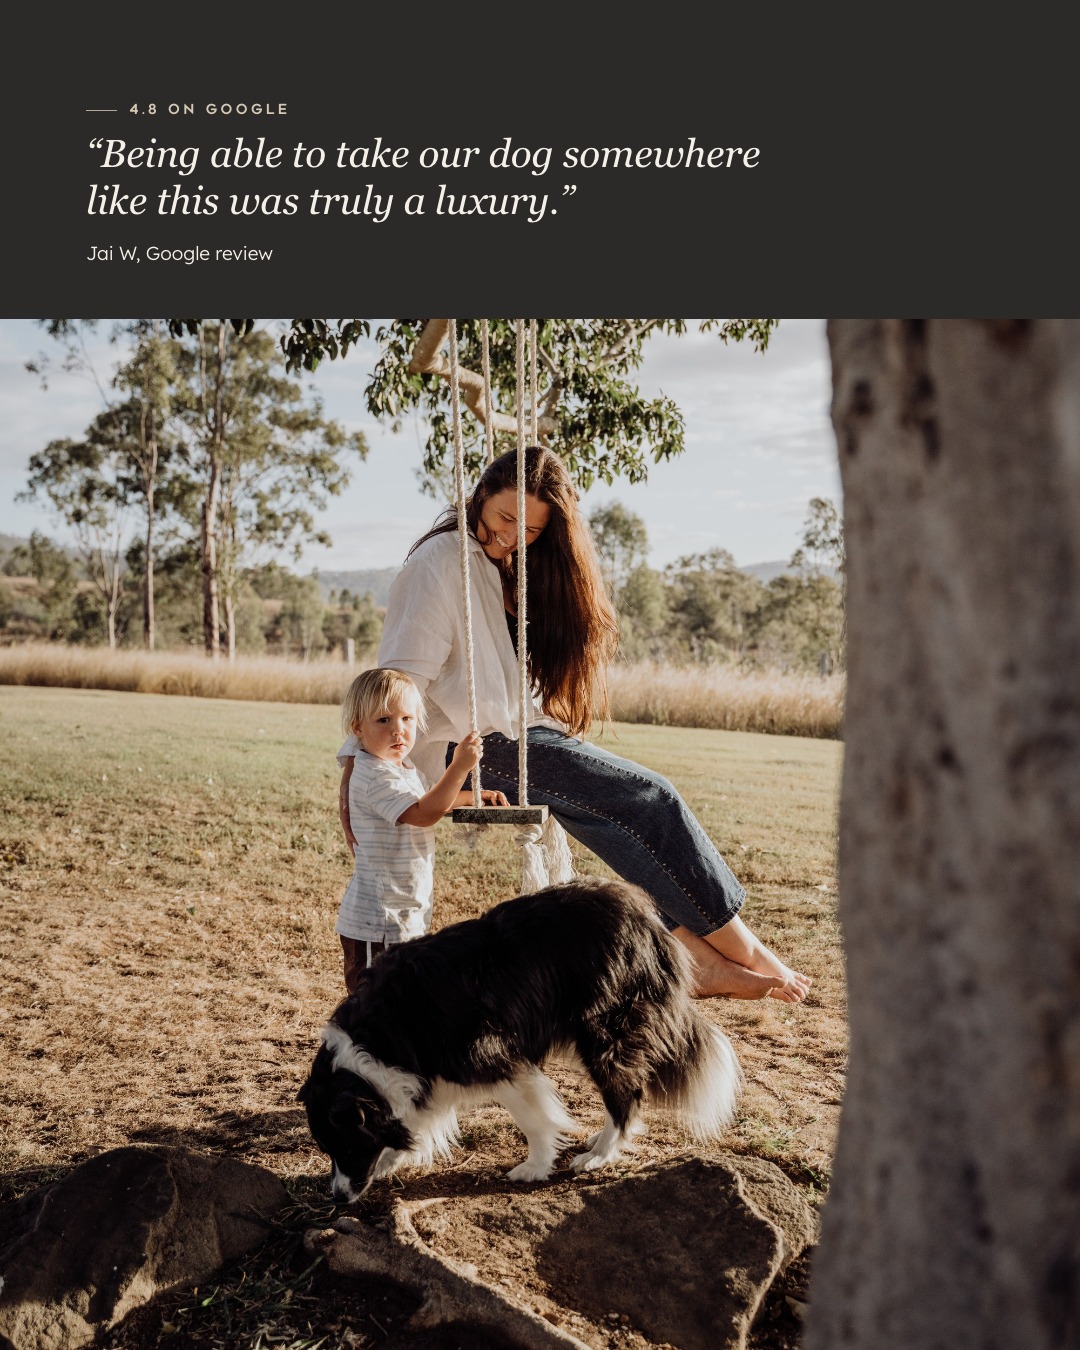 4.8 ON GOOGLE
“Being able to take our dog somewhere
like this was truly a luxury.”
Jai W, Google review